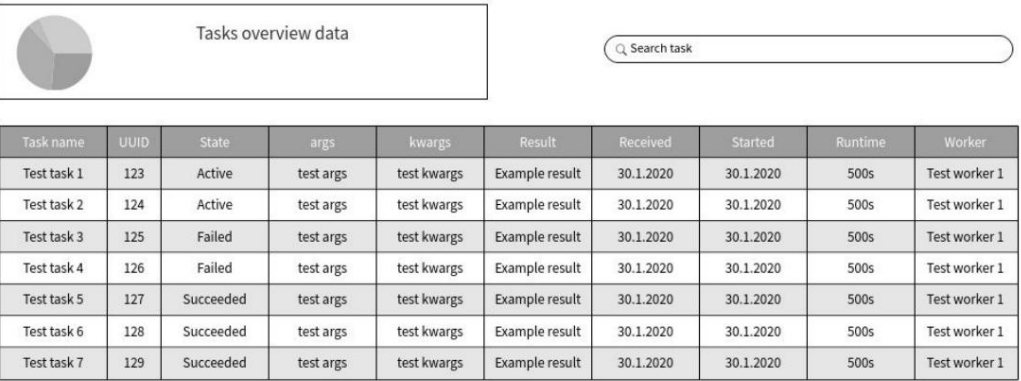 Tasks overview data
Search task
Task name UUID State args kwargs Result Received Started Runtime Worker
Test task 1 123 Active test args test kwargs Example result 30.1.2020 30.1.2020 500s Test worker 1
Test task 2 124 Active test args test kwargs Example result 30.1.2020 30.1.2020 500s Test worker 1
Test task 3 125 Failed test args test kwargs Example result 30.1.2020 30.1.2020 500s Test worker 1
Test task 4 126 Failed test args test kwargs Example result 30.1.2020 30.1.2020 500s Test worker 1
Test task 5 127 Succeeded test args test kwargs Example result 30.1.2020 30.1.2020 500s Test worker 1
Test task 6 128 Succeeded test args test kwargs Example result 30.1.2020 30.1.2020 500s Test worker 1
Test task 7 129 Succeeded test args test kwargs Example result 30.1.2020 30.1.2020 500s Test worker 1